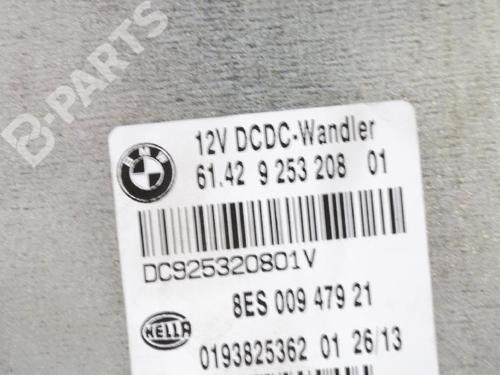 B-PARTS
12V DCDC-Wandler
BMW
61.42 9 253 208 01
DC925320801V
8ES 009 479 21
HELLA
0193825362 01 26/13